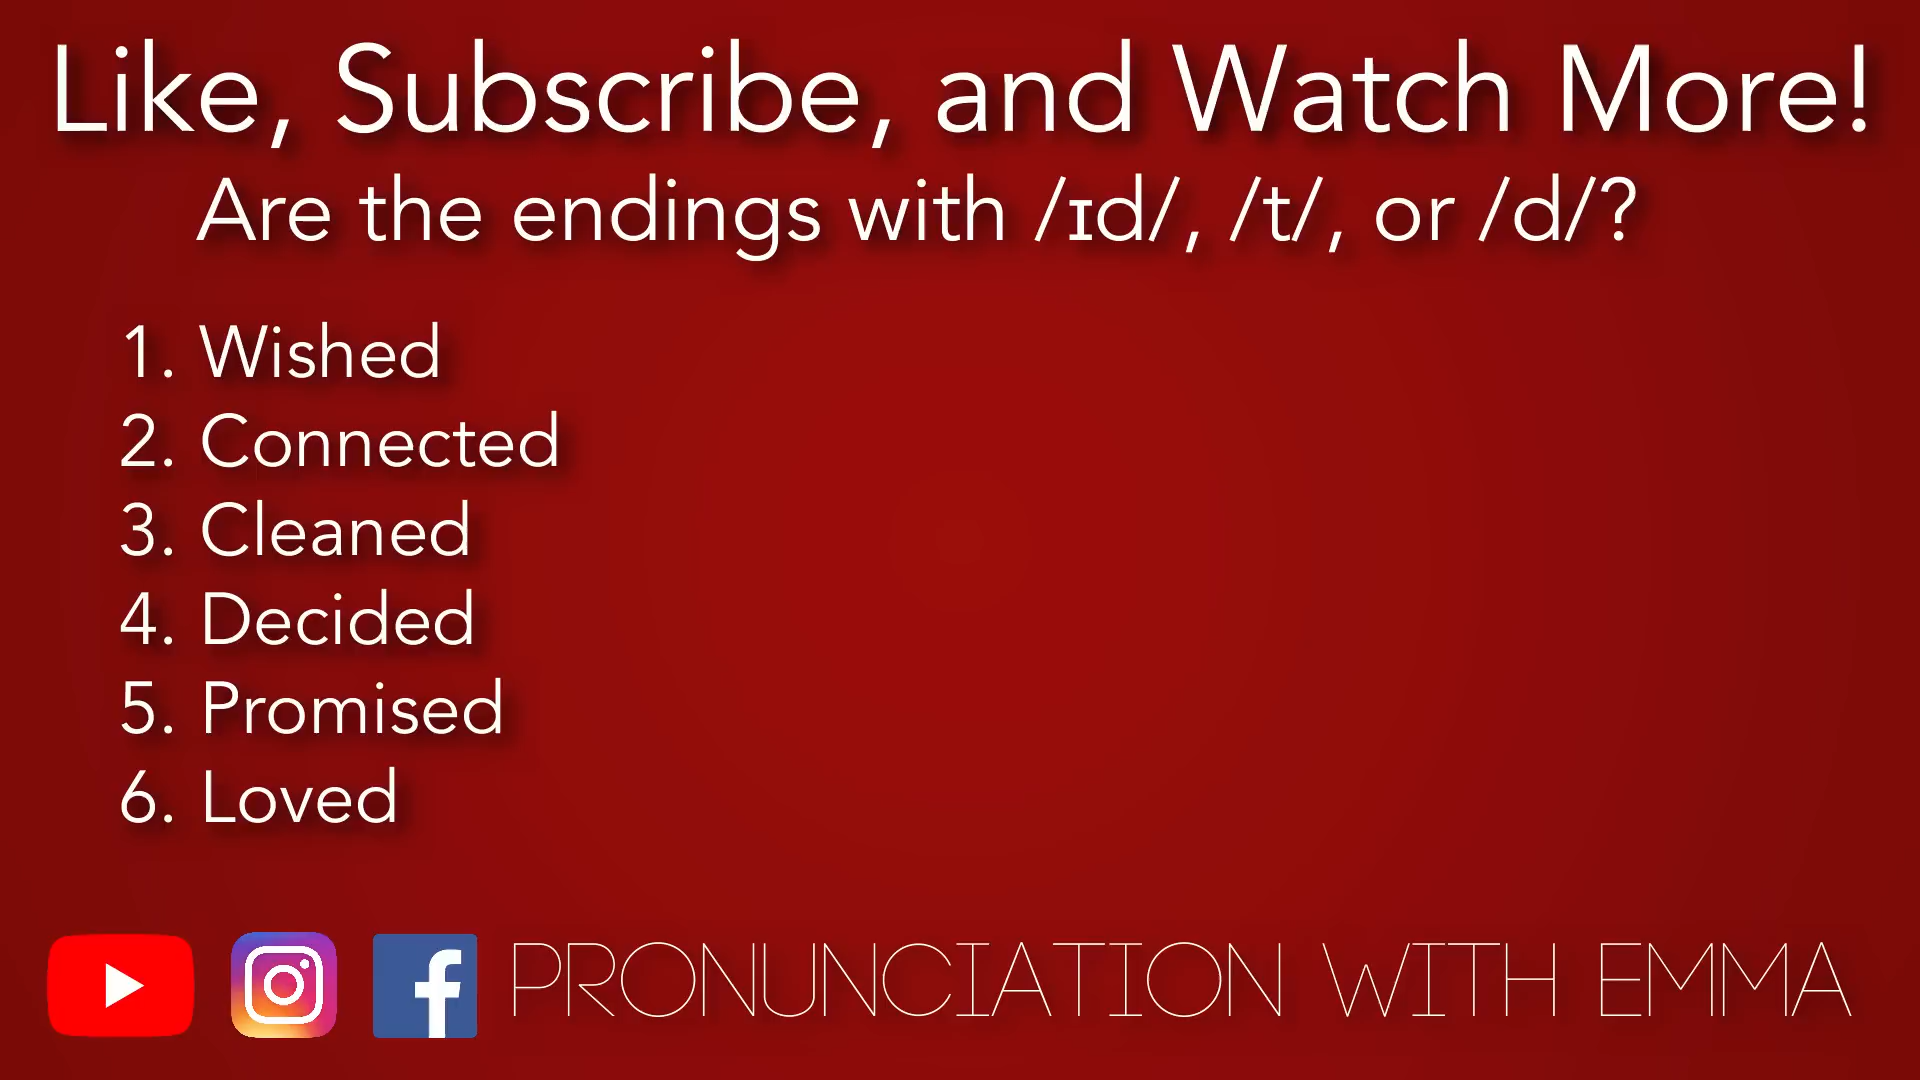 Like, Subscribe, and Watch More!
Are the endings with /ɪd/, /t/, or /d/?
1. Wished
2. Connected
3. Cleaned
4. Decided
5. Promised
6. Loved
PRONUNCIATION WITH EMMA